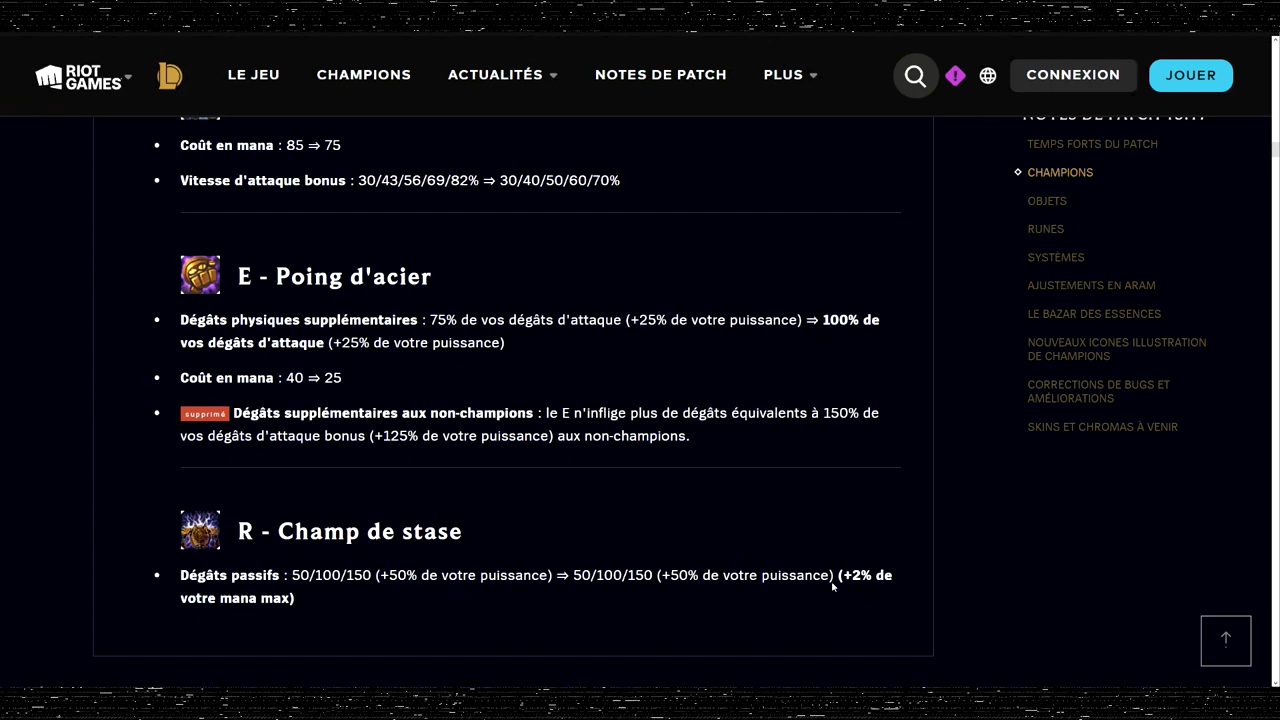 RIOT GAMES
LE JEU
CHAMPIONS
ACTUALITÉS
NOTES DE PATCH
PLUS
CONNEXION
JOUER
Coût en mana : 85 ⇒ 75
Vitesse d'attaque bonus : 30/43/56/69/82% ⇒ 30/40/50/60/70%
E - Poing d'acier
Dégâts physiques supplémentaires : 75% de vos dégâts d'attaque (+25% de votre puissance) ⇒ 100% de
vos dégâts d'attaque (+25% de votre puissance)
Coût en mana : 40 ⇒ 25
supprimé Dégâts supplémentaires aux non-champions : le E n'inflige plus de dégâts équivalents à 150% de
vos dégâts d'attaque bonus (+125% de votre puissance) aux non-champions.
R - Champ de stase
Dégâts passifs : 50/100/150 (+50% de votre puissance) ⇒ 50/100/150 (+50% de votre puissance) (+2% de
votre mana max)
NOTES DE PATCH
TEMPS FORTS DU PATCH
CHAMPIONS
OBJETS
RUNES
SYSTÈMES
AJUSTEMENTS EN ARAM
LE BAZAR DES ESSENCES
NOUVEAUX ICONES ILLUSTRATION
DE CHAMPIONS
CORRECTIONS DE BUGS ET
AMÉLIORATIONS
SKINS ET CHROMAS À VENIR